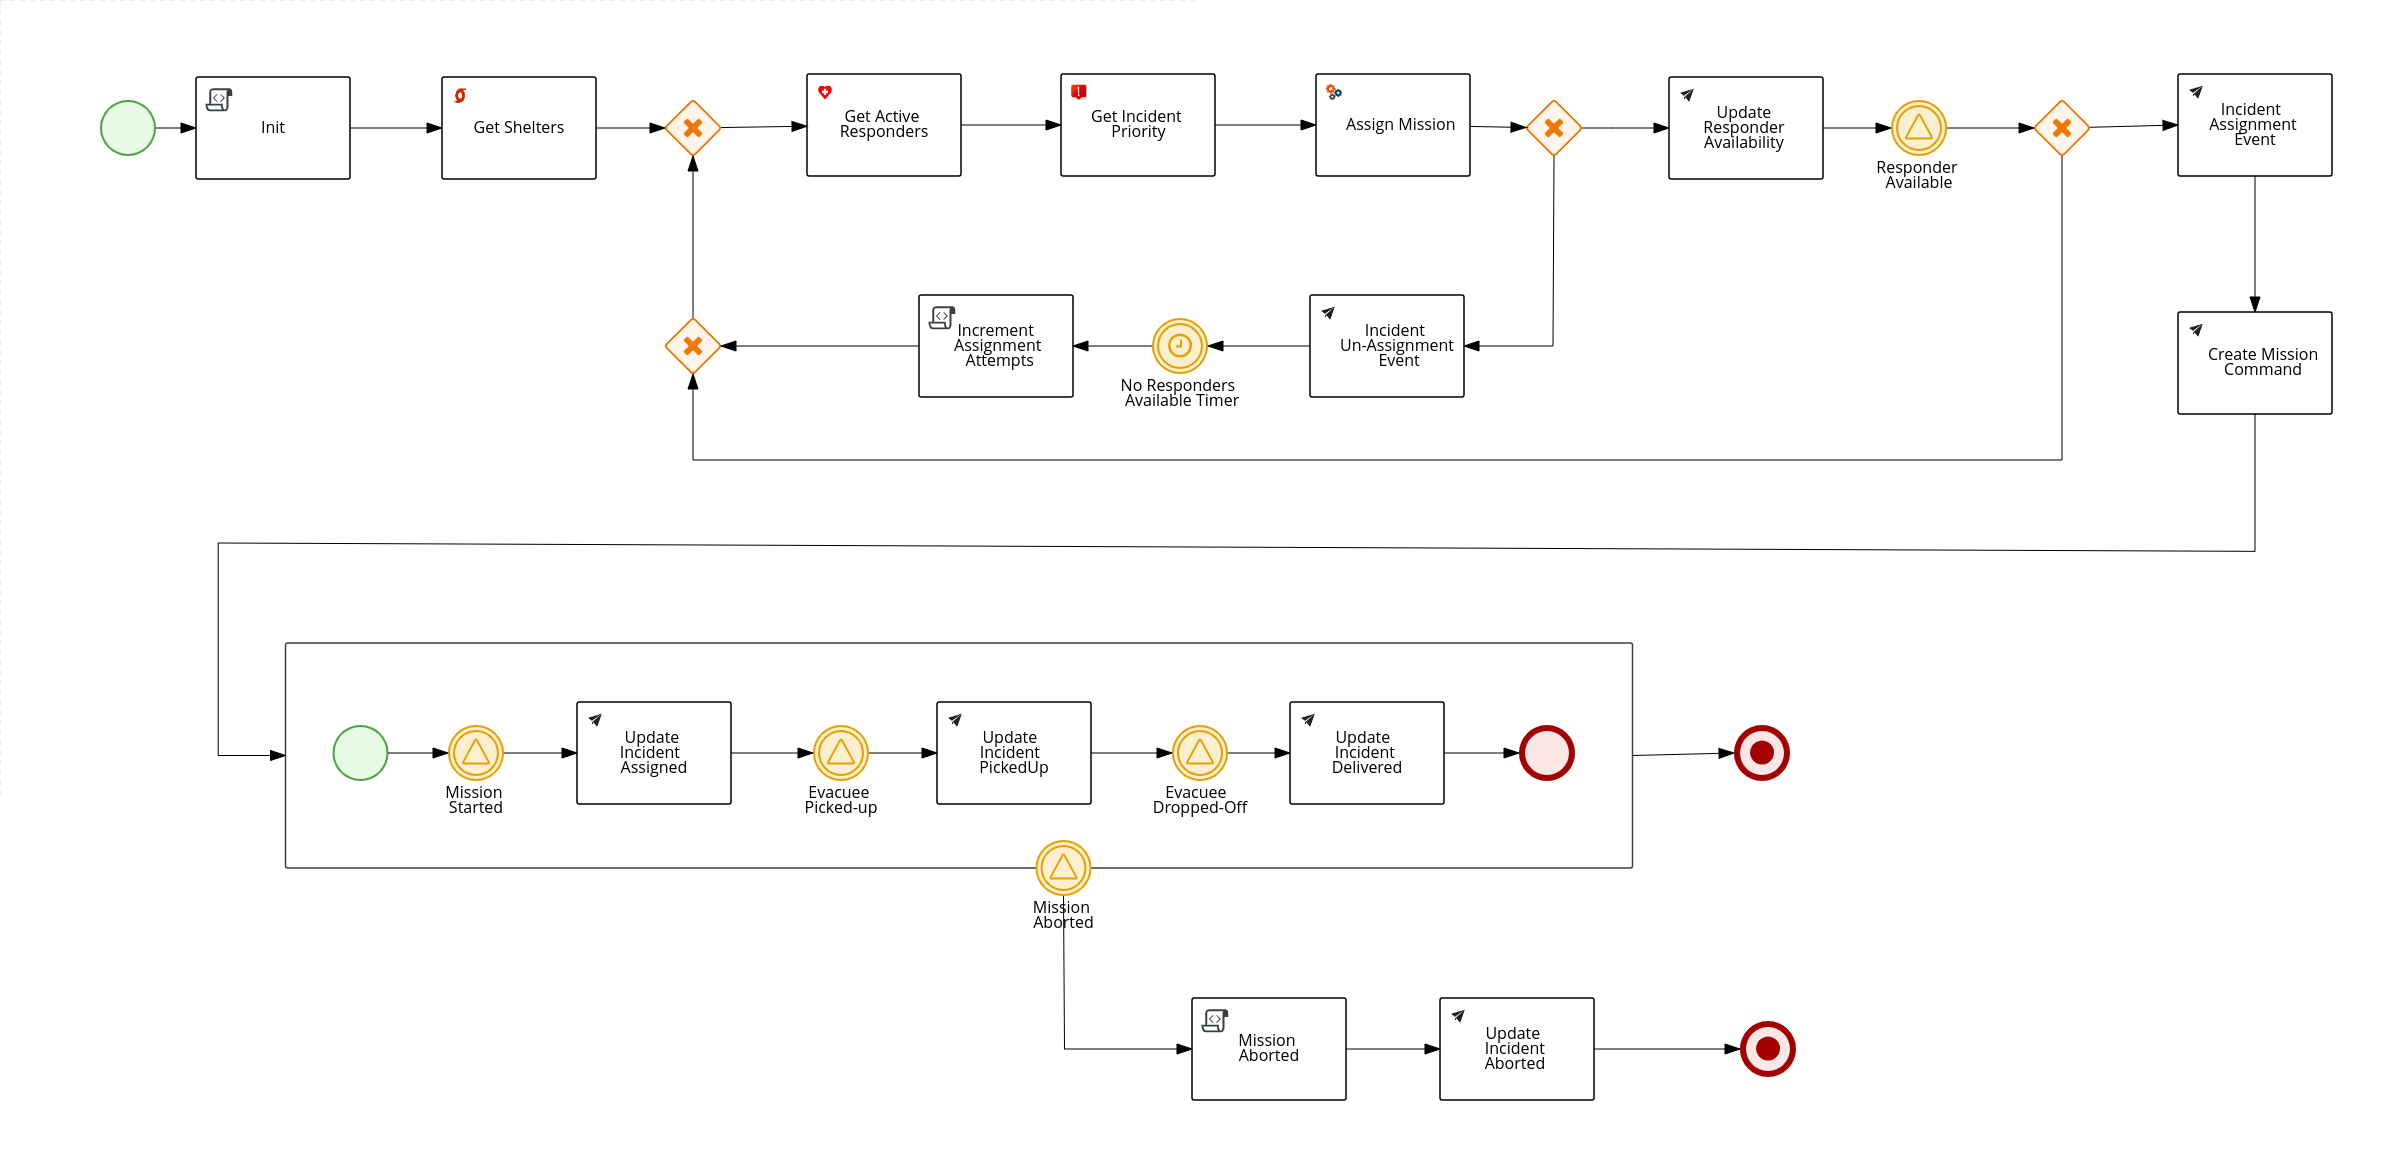 Init
Get Shelters
Get Active
Responders
Get Incident
Priority
Assign Mission
Update
Responder
Availability
Responder
Available
Incident
Assignment
Event
Increment
Assignment
Attempts
No Responders
Available Timer
Incident
Un-Assignment
Event
Create Mission
Command
Mission
Started
Update
Incident
Assigned
Evacuee
Picked-up
Update
Incident
PickedUp
Evacuee
Dropped-Off
Update
Incident
Delivered
Mission
Aborted
Mission
Aborted
Update
Incident
Aborted